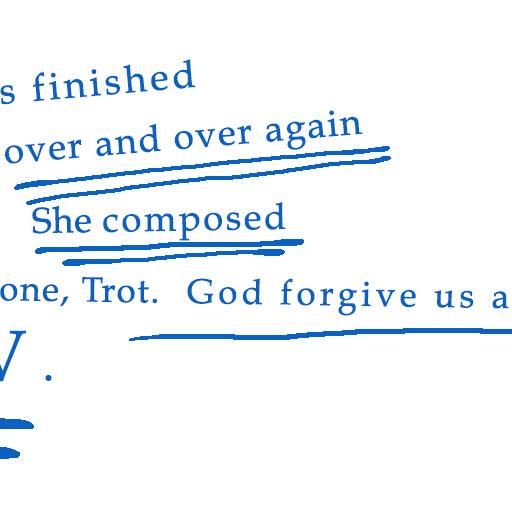 s finished
over and over again
She composed
one, Trot. God forgive us a
V .